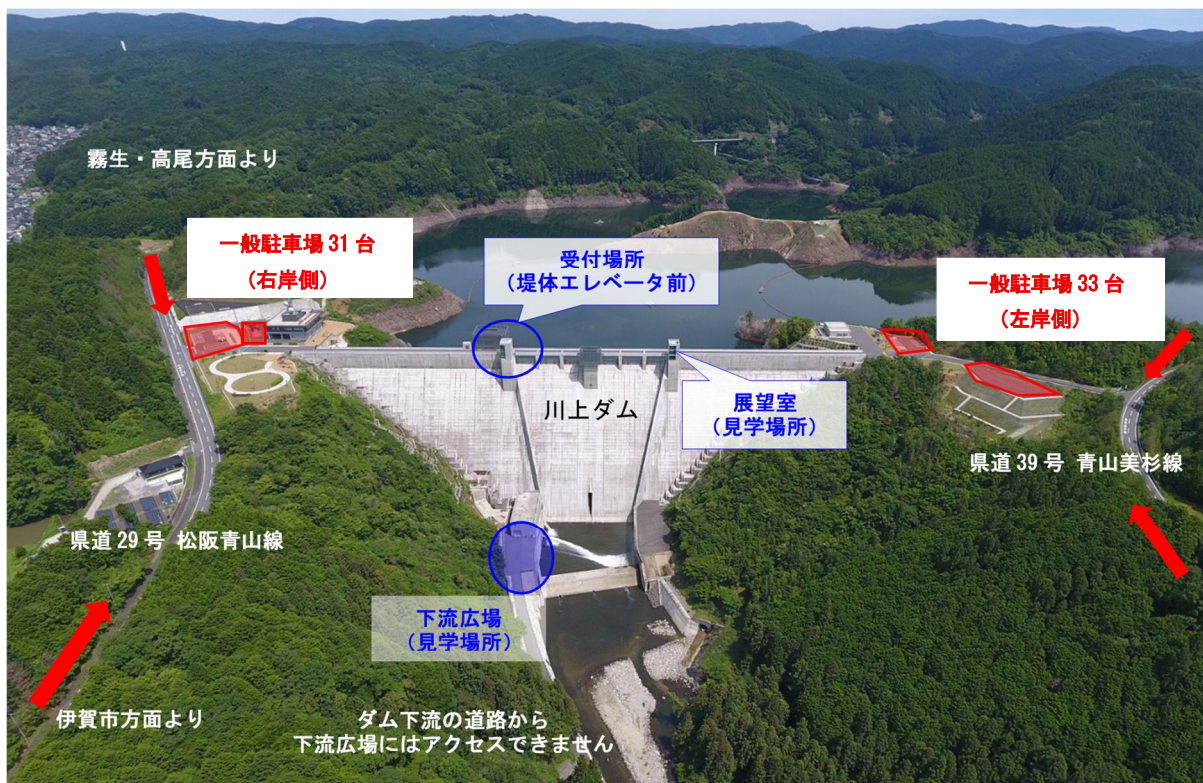 霧生・高尾方面より
一般駐車場 31 台
（右岸側）
受付場所
（堤体エレベータ前）
一般駐車場 33 台
（左岸側）
川上ダム
展望室
（見学場所）
県道39号 青山美杉線
県道29号 松阪青山線
下流広場
（見学場所）
伊賀市方面より
ダム下流の道路から
下流広場にはアクセスできません